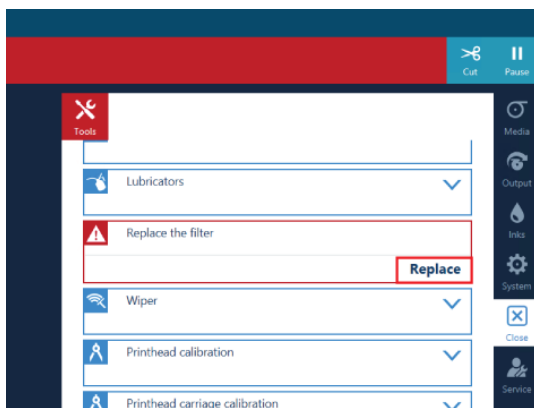 Cut
Pause
Tools
Media
Lubricators
Output
Replace the filter
Inks
Replace
System
Wiper
Close
Printhead calibration
Service
Printhead carriage calibration